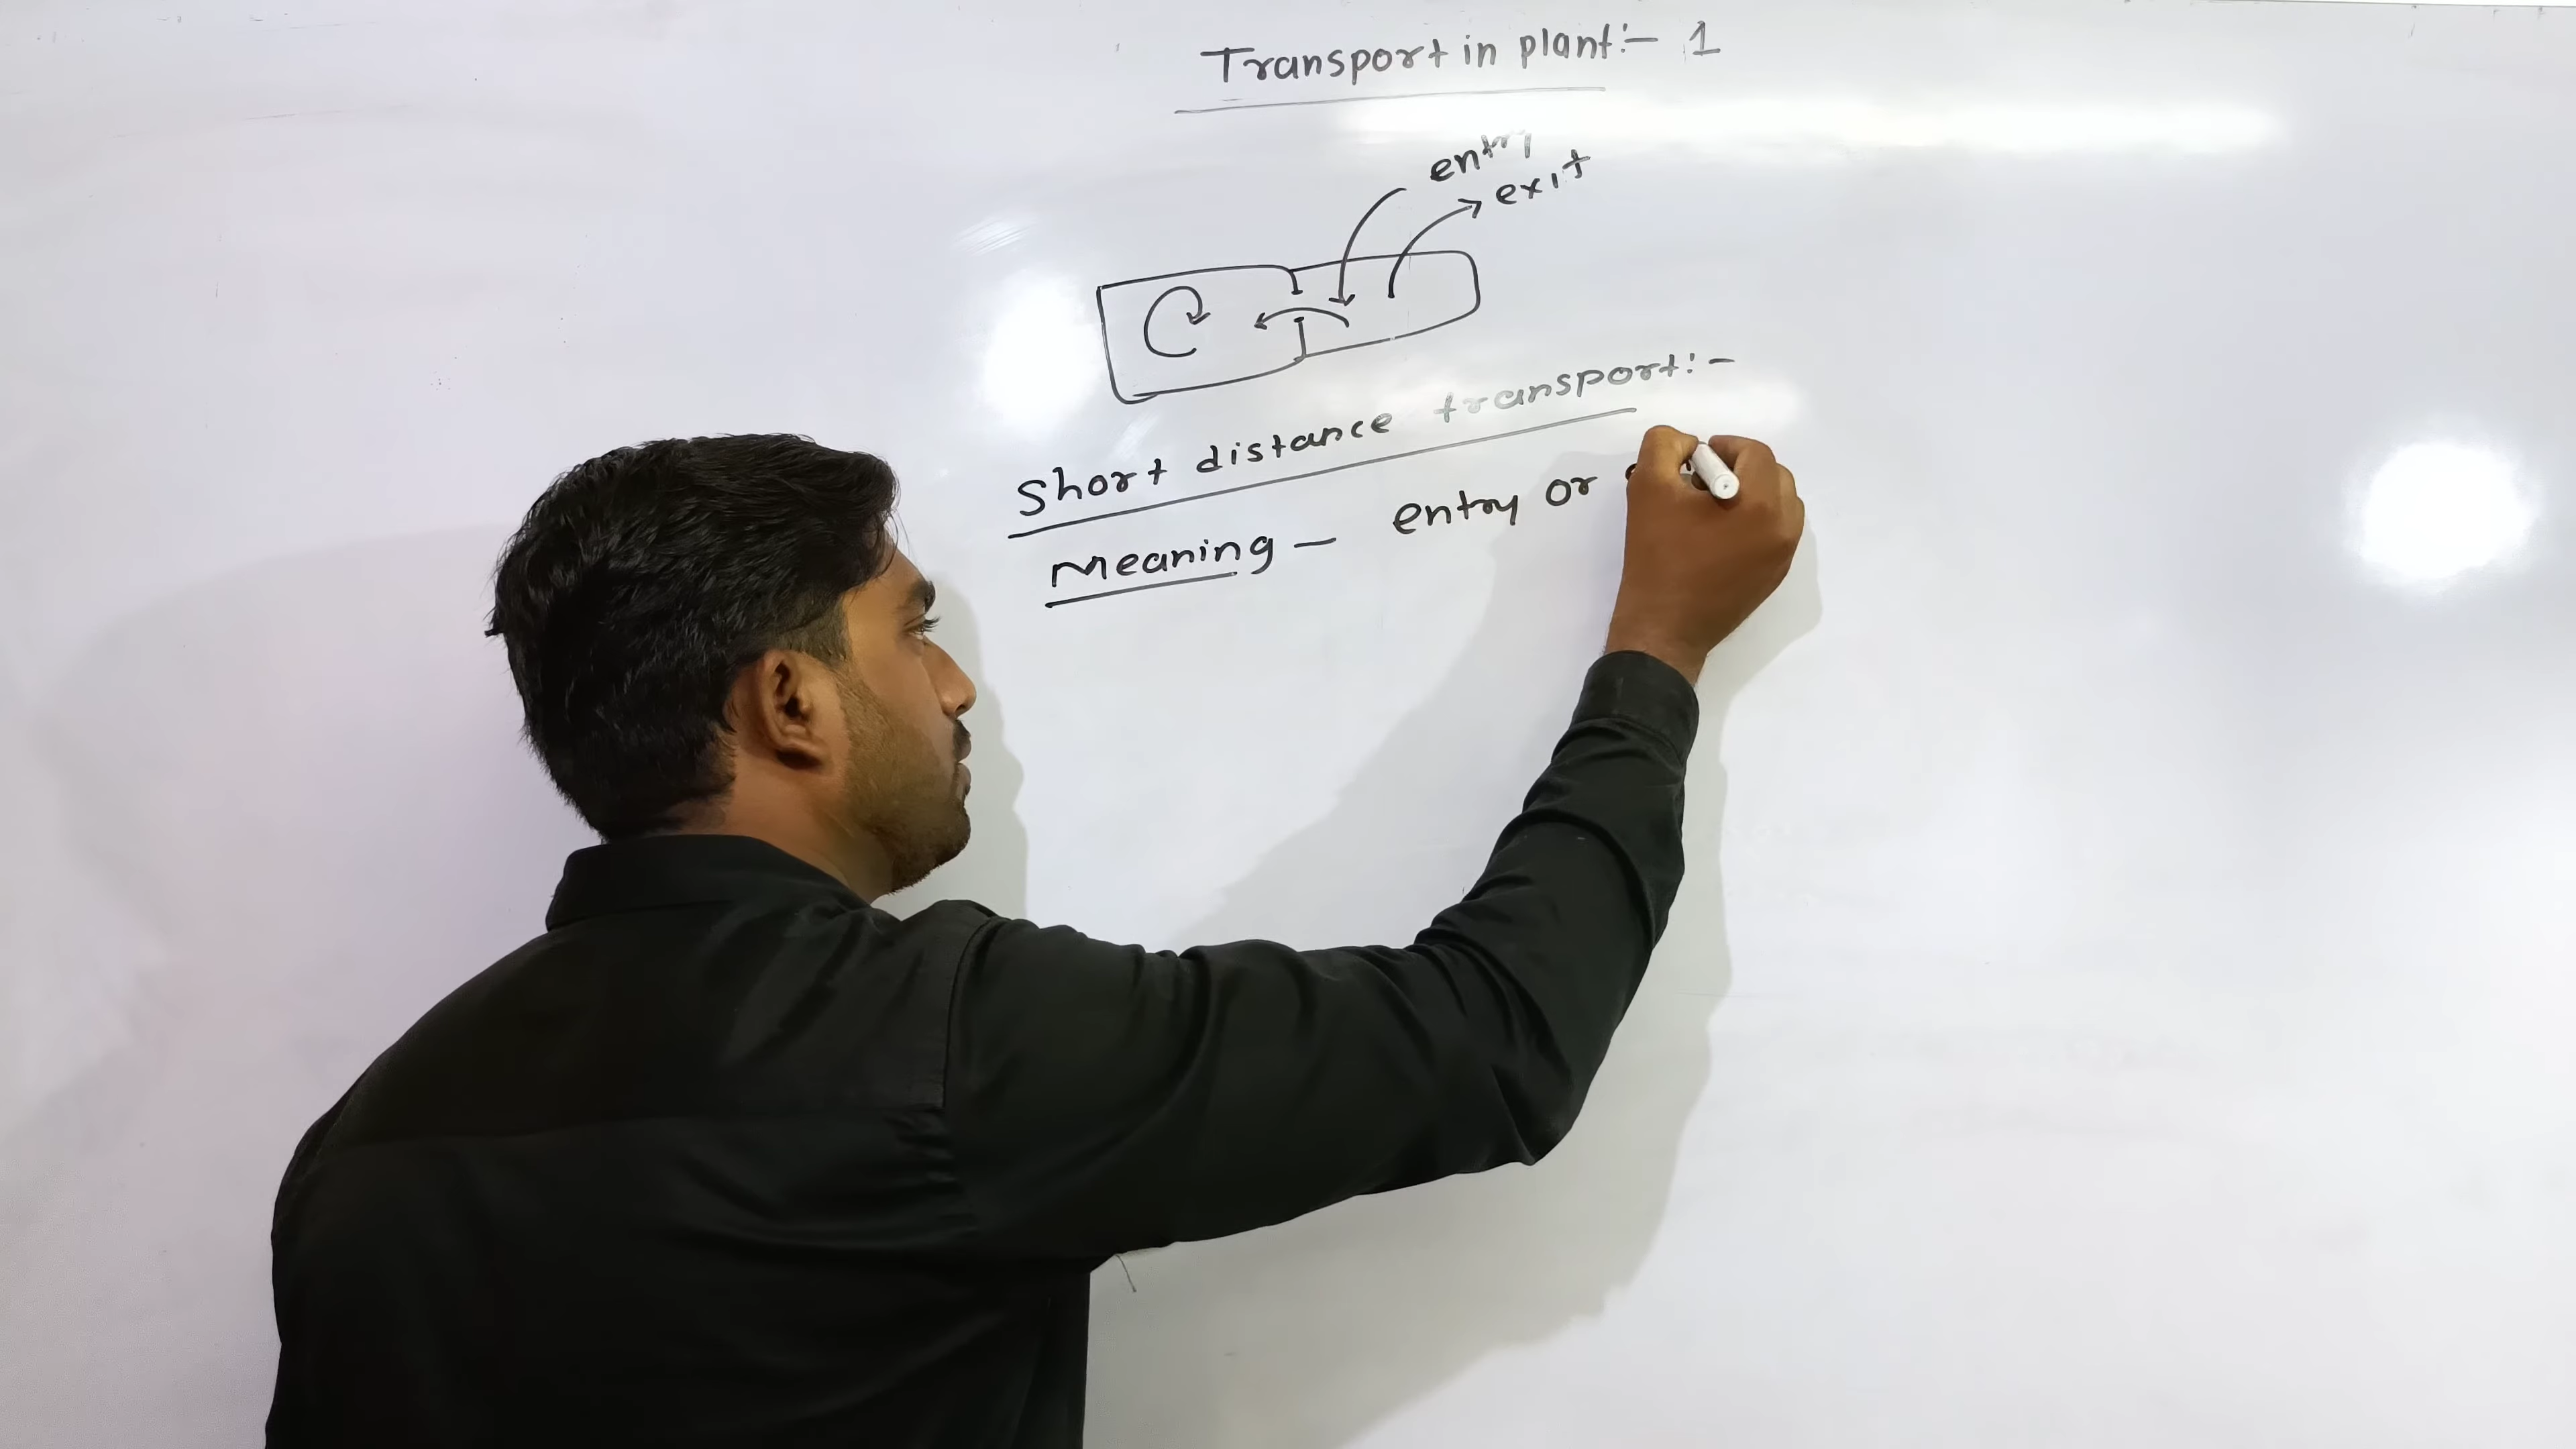 Transport in plant:- 1
entry
exit
Short distance transport:-
Meaning - entry or